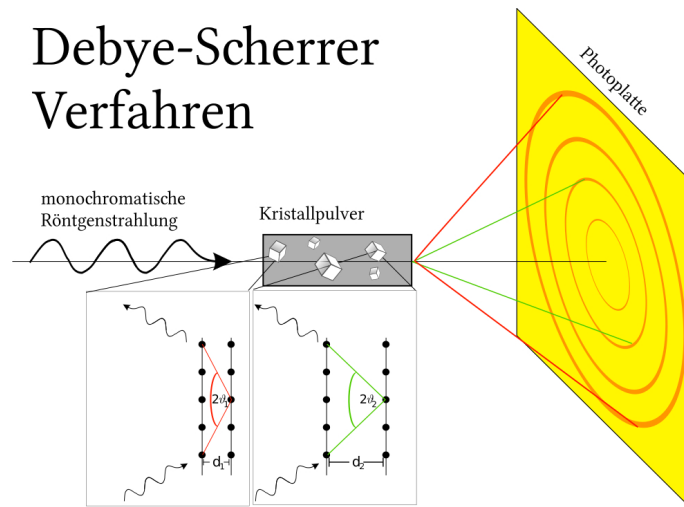 Debye-Scherrer
Verfahren
Photoplatte
monochromatische
Röntgenstrahlung
Kristallpulver
2ϑ₁
2ϑ₂
d₁
d₂